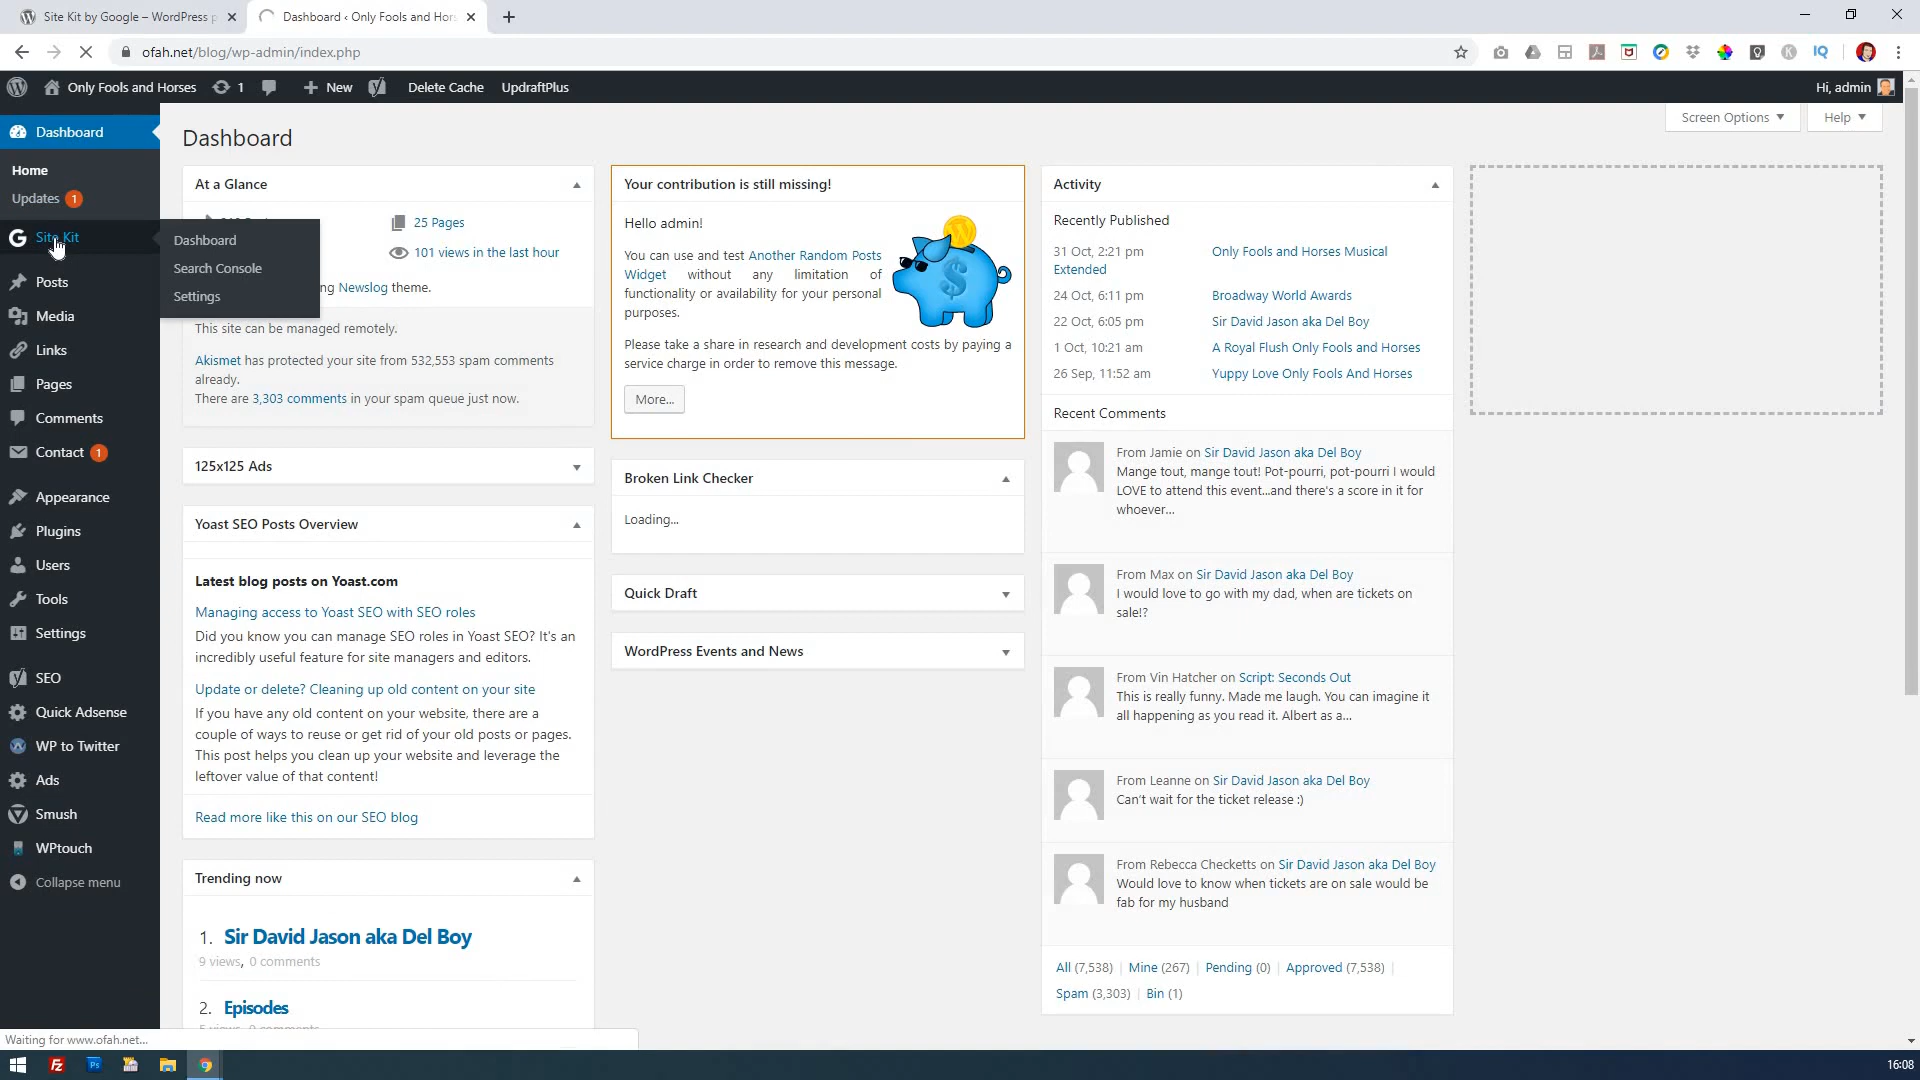 Site Kit by Google – WordPress p
Dashboard ‹ Only Fools and Hors
ofah.net/blog/wp-admin/index.php
Only Fools and Horses
1
New
Delete Cache
UpdraftPlus
Hi, admin
Dashboard
Home
Updates 1
Site Kit
Posts
Media
Links
Pages
Comments
Contact 1
Appearance
Plugins
Users
Tools
Settings
SEO
Quick Adsense
WP to Twitter
Ads
Smush
WPtouch
Collapse menu
Dashboard
Search Console
Settings
Dashboard
Screen Options
Help
At a Glance
25 Pages
101 views in the last hour
ng Newslog theme.
This site can be managed remotely.
Akismet has protected your site from 532,553 spam comments
already.
There are 3,303 comments in your spam queue just now.
125x125 Ads
Yoast SEO Posts Overview
Latest blog posts on Yoast.com
Managing access to Yoast SEO with SEO roles
Did you know you can manage SEO roles in Yoast SEO? It's an
incredibly useful feature for site managers and editors.
Update or delete? Cleaning up old content on your site
If you have any old content on your website, there are a
couple of ways to reuse or get rid of your old posts or pages.
This post helps you clean up your website and leverage the
leftover value of that content!
Read more like this on our SEO blog
Trending now
1. Sir David Jason aka Del Boy
9 views, 0 comments
2. Episodes
Your contribution is still missing!
Hello admin!
You can use and test Another Random Posts
Widget without any limitation of
functionality or availability for your personal
purposes.
Please take a share in research and development costs by paying a
service charge in order to remove this message.
More...
Broken Link Checker
Loading...
Quick Draft
WordPress Events and News
Activity
Recently Published
31 Oct, 2:21 pm Only Fools and Horses Musical
Extended
24 Oct, 6:11 pm Broadway World Awards
22 Oct, 6:05 pm Sir David Jason aka Del Boy
1 Oct, 10:21 am A Royal Flush Only Fools and Horses
26 Sep, 11:52 am Yuppy Love Only Fools And Horses
Recent Comments
From Jamie on Sir David Jason aka Del Boy
Mange tout, mange tout! Pot-pourri, pot-pourri I would
LOVE to attend this event...and there's a score in it for
whoever...
From Max on Sir David Jason aka Del Boy
I would love to go with my dad, when are tickets on
sale!?
From Vin Hatcher on Script: Seconds Out
This is really funny. Made me laugh. You can imagine it
all happening as you read it. Albert as a...
From Leanne on Sir David Jason aka Del Boy
Can't wait for the ticket release :)
From Rebecca Checketts on Sir David Jason aka Del Boy
Would love to know when tickets are on sale would be
fab for my husband
All (7,538) | Mine (267) | Pending (0) | Approved (7,538) |
Spam (3,303) | Bin (1)
Waiting for www.ofah.net...
16:08